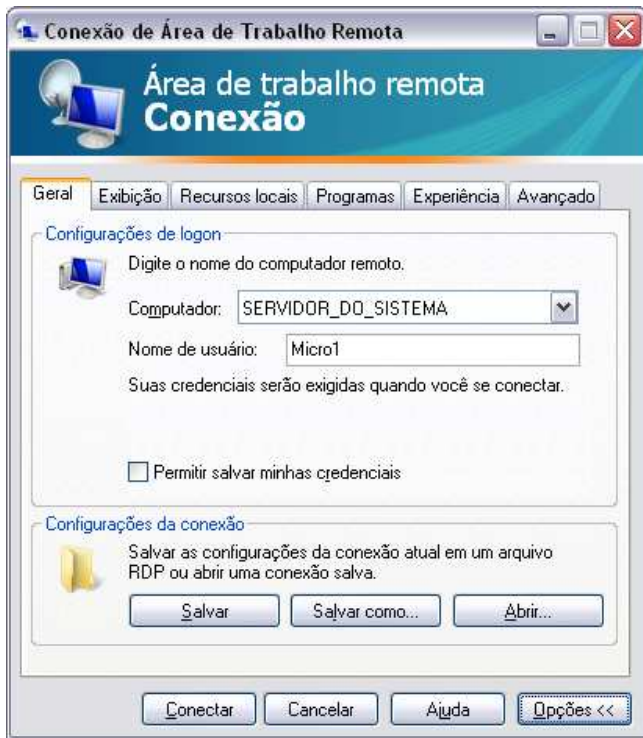 Conexão de Área de Trabalho Remota
Área de trabalho remota
Conexão
Geral Exibição Recursos locais Programas Experiência Avançado
Configurações de logon
Digite o nome do computador remoto.
Computador: SERVIDOR_DO_SISTEMA
Nome de usuário: Micro1
Suas credenciais serão exigidas quando você se conectar.
Permitir salvar minhas credenciais
Configurações da conexão
Salvar as configurações da conexão atual em um arquivo
RDP ou abrir uma conexão salva.
Salvar Salvar como... Abrir...
Conectar Cancelar Ajuda Opções <<